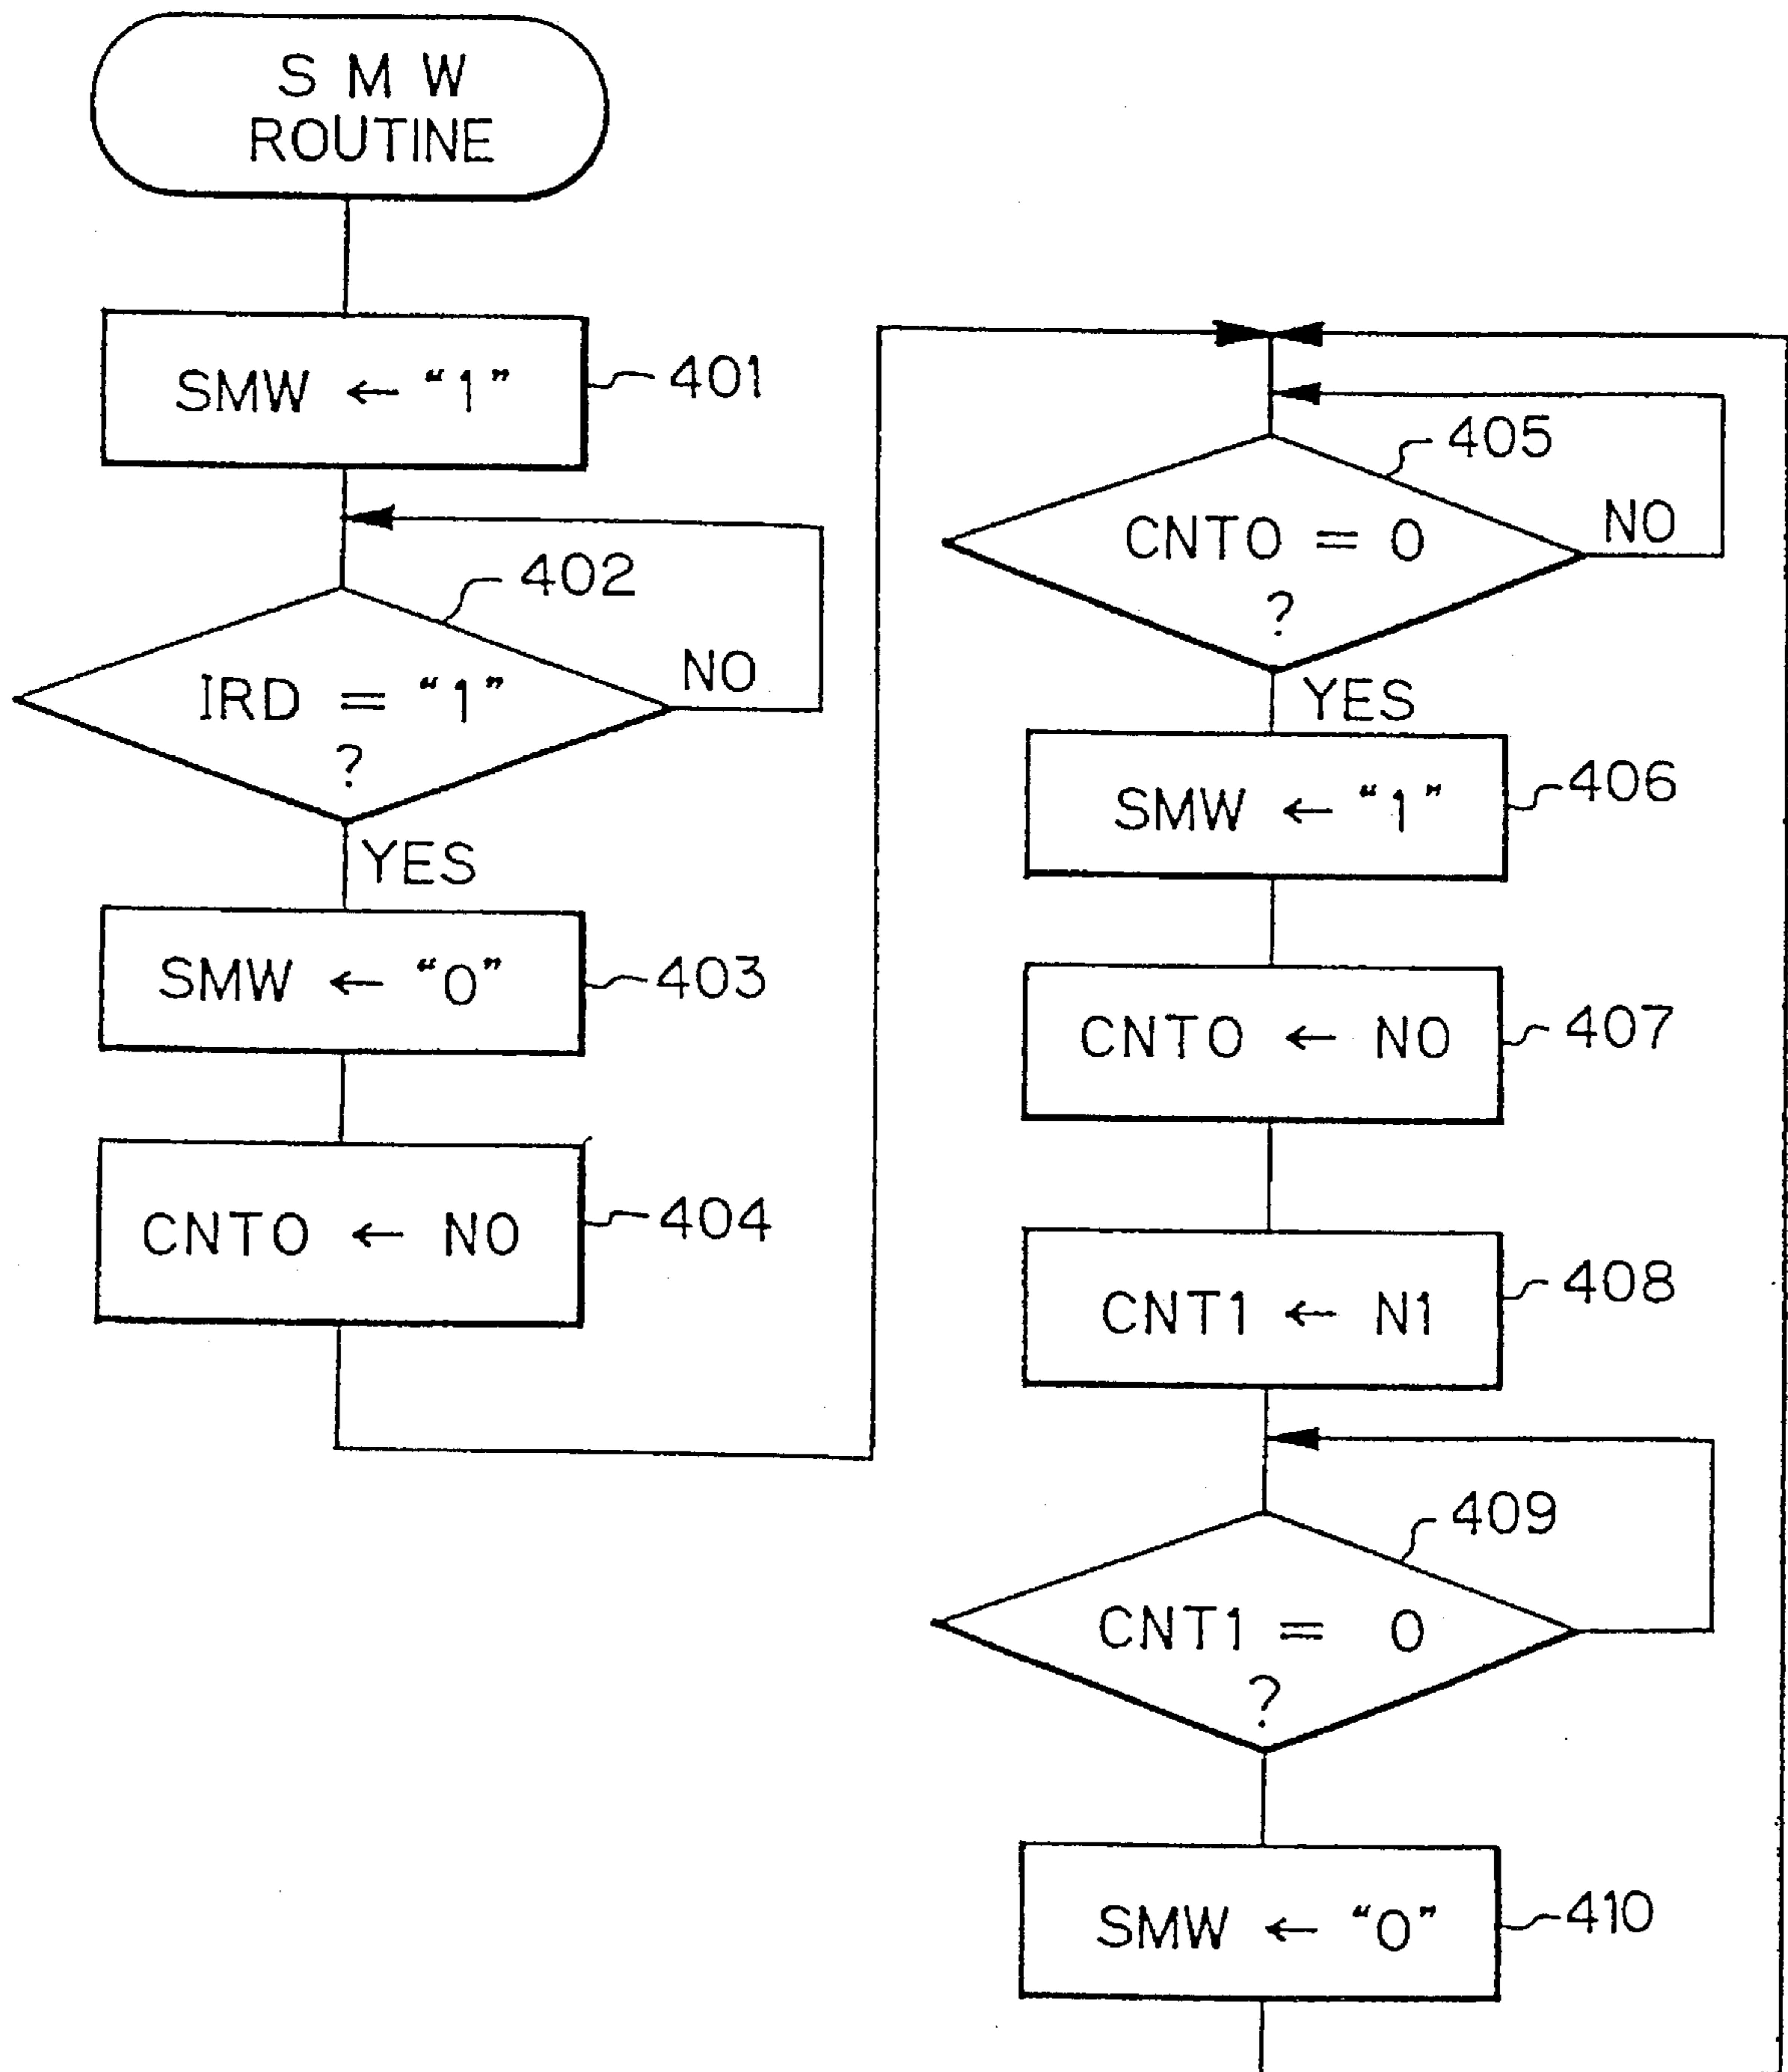 S M W
ROUTINE
SMW ← “1”
401
402
IRD = “1”
?
NO
YES
SMW ← “0”
403
CNT0 ← N0
404
405
CNT0 = 0
?
NO
YES
SMW ← “1”
406
CNT0 ← N0
407
CNT1 ← N1
408
409
CNT1 = 0
?
SMW ← “0”
410